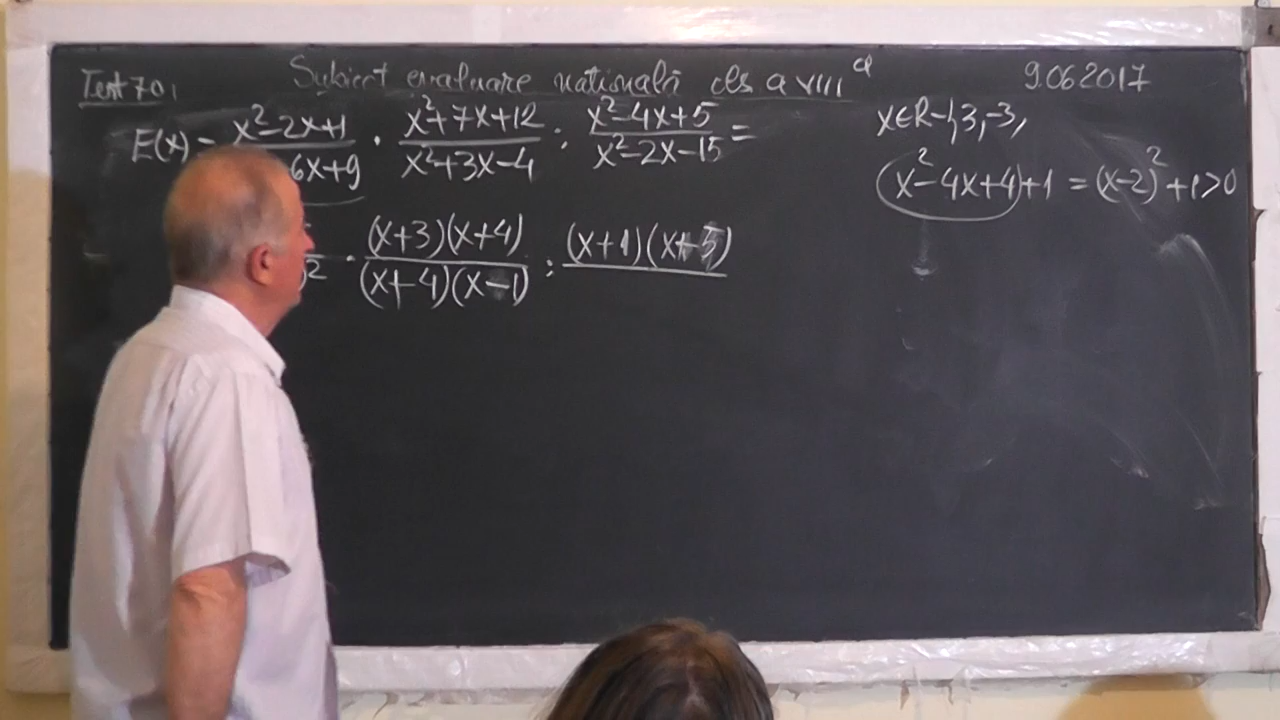 Test 70,
Subiect evaluare națională cls a VIII a
9.06 2017
E(x) = x²-2x+1 / 6x+9 · x²+7x+12 / x²+3x-4 : x²-4x+5 / x²-2x-15 =
x∈R-{3,-3,
x²-4x+4)+1 = (x-2)²+1>0
)² · (x+3)(x+4) / (x+4)(x-1) : (x+1)(x-5)